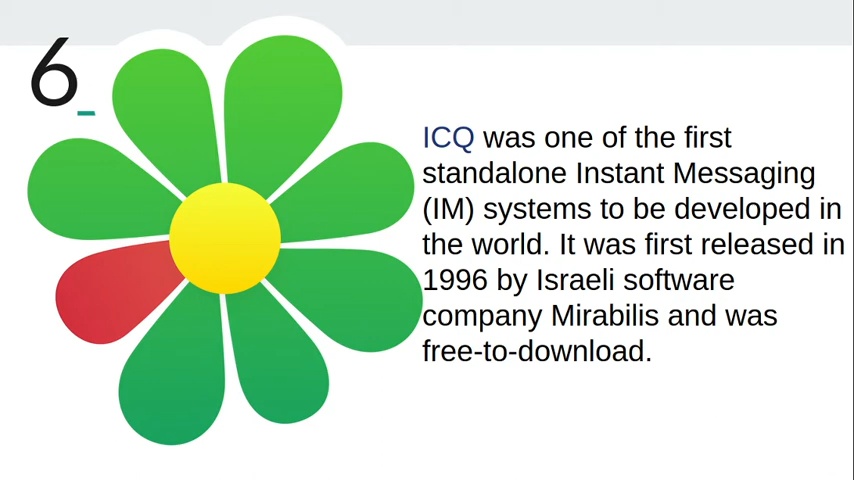 6
ICQ was one of the first
standalone Instant Messaging
(IM) systems to be developed in
the world. It was first released in
1996 by Israeli software
company Mirabilis and was
free-to-download.